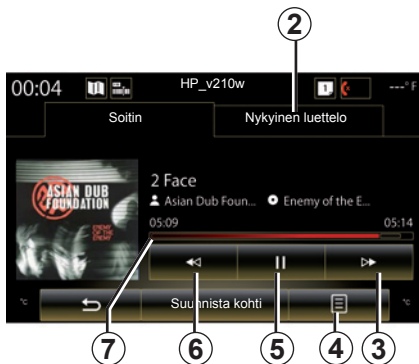 2
00:04 HP_v210w 1 ---°F
Soitin Nykyinen luettelo
ASIAN DUB
FOUNDATION
ENEMY
OF THE
ENEMY
2 Face
Asian Dub Foun... Enemy of the E...
05:09 05:14
°C Suunnista kohti °C
7 6 5 4 3